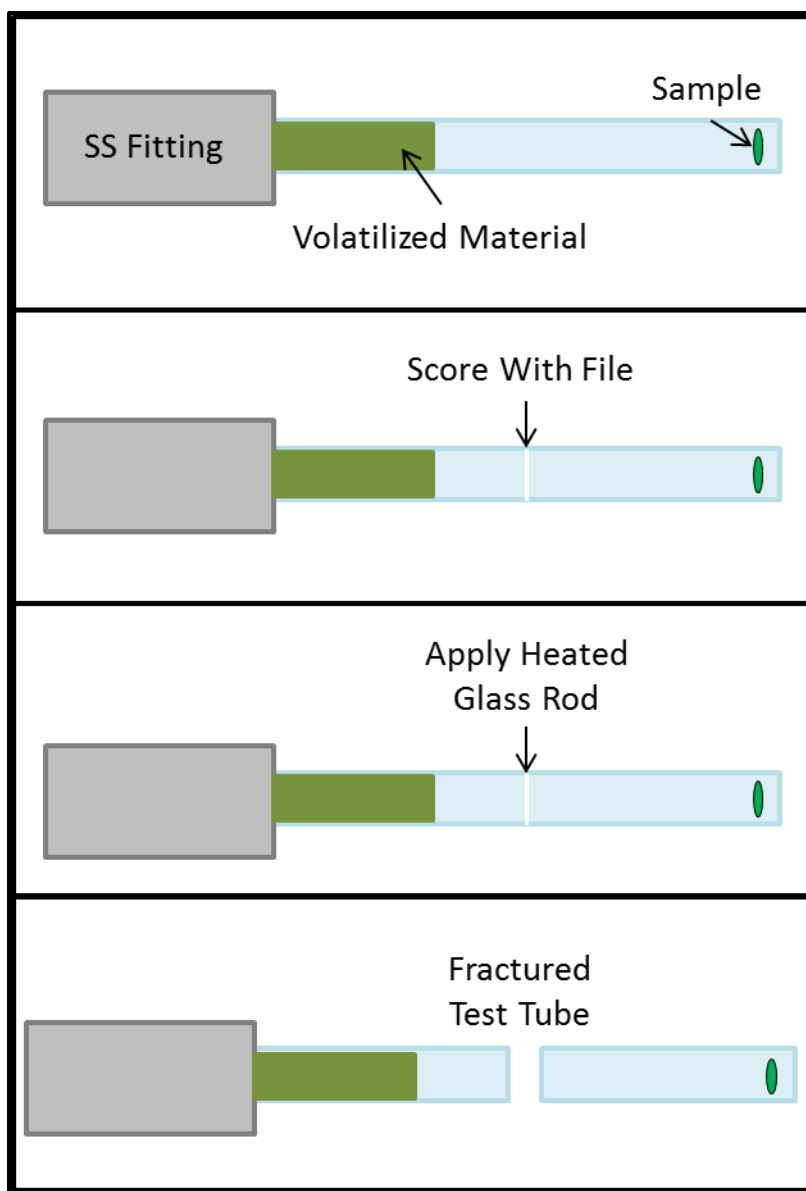 Sample
SS Fitting
Volatilized Material
Score With File
Apply Heated
Glass Rod
Fractured
Test Tube